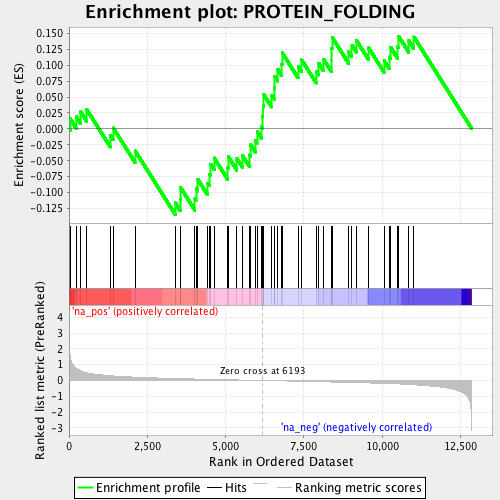 Enrichment plot: PROTEIN_FOLDING
Enrichment score (ES)
0.150
0.125
0.100
0.075
0.050
0.025
0.000
-0.025
-0.050
-0.075
-0.100
-0.125
'na_pos' (positively correlated)
Ranked list metric (PreRanked)
4
3
2
1
0
-1
-2
-3
Zero cross at 6193
'na_neg' (negatively correlated)
0
2,500
5,000
7,500
10,000
12,500
Rank in Ordered Dataset
Enrichment profile
Hits
Ranking metric scores